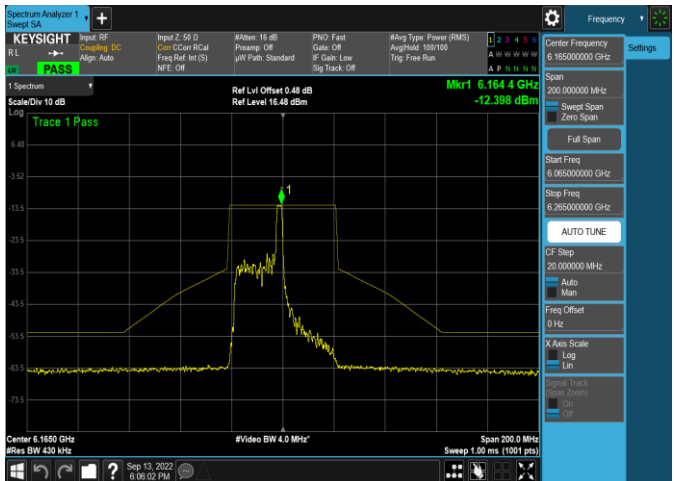 Spectrum Analyzer 1
Swept SA
+
Frequency
KEYSIGHT
RL
PASS
Input: RF
Coupling: DC
Align: Auto
Input Z: 50 Ω
Corr CCorr RCal
Freq Ref: Int (S)
NFE: Off
#Atten: 16 dB
Preamp: Off
µW Path: Standard
PNO: Fast
Gate: Off
IF Gain: Low
Sig Track: Off
#Avg Type: Power (RMS)
Avg|Hold: 100/100
Trig: Free Run
1 2 3 4 5 6
A W W W W W
A P N N N N
1 Spectrum
Scale/Div 10 dB
Log
Ref Lvl Offset 0.48 dB
Ref Level 16.48 dBm
Mkr1 6.164 4 GHz
-12.398 dBm
Trace 1 Pass
6.48
-3.52
-13.5
-23.5
-33.5
-43.5
-53.5
-63.5
-73.5
1
Center 6.1650 GHz
#Res BW 430 kHz
#Video BW 4.0 MHz*
Span 200.0 MHz
Sweep 1.00 ms (1001 pts)
Sep 13, 2022
6:06:02 PM
Center Frequency
6.165000000 GHz
Span
200.000000 MHz
Swept Span
Zero Span
Full Span
Start Freq
6.065000000 GHz
Stop Freq
6.265000000 GHz
AUTO TUNE
CF Step
20.000000 MHz
Auto
Man
Freq Offset
0 Hz
X Axis Scale
Log
Lin
Signal Track
(Span Zoom)
On
Off
Settings